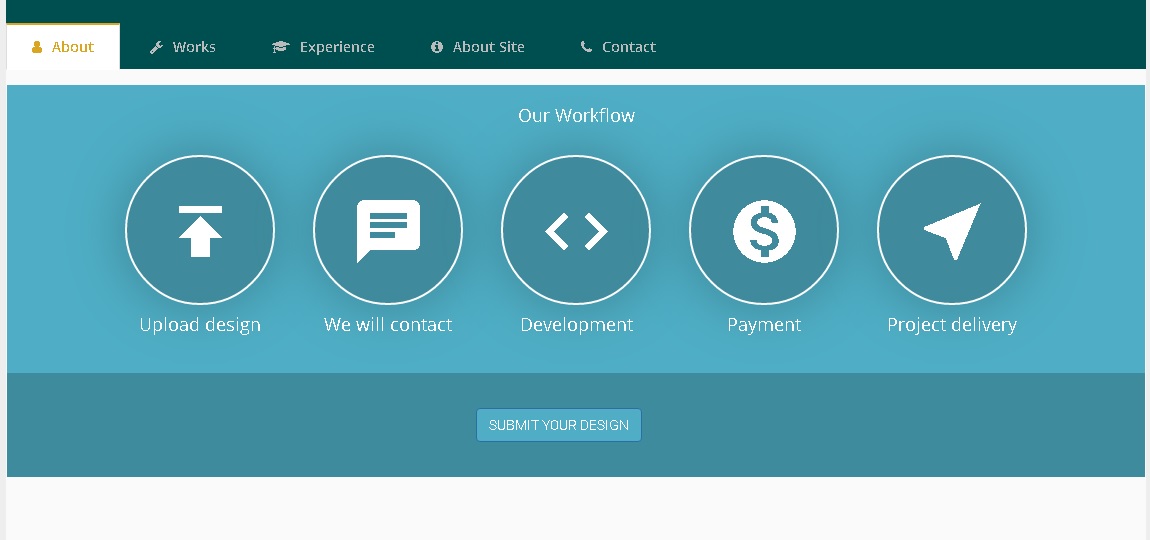 About Works Experience About Site Contact
Our Workflow
Upload design We will contact Development Payment Project delivery
SUBMIT YOUR DESIGN